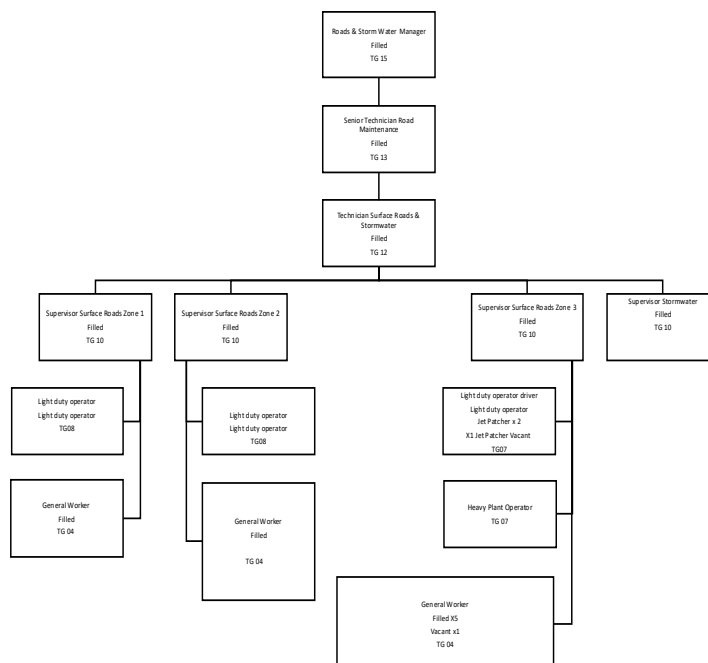 Roads & Storm Water Manager
Filled
TG 15
Senior Technician Road
Maintenance
Filled
TG 13
Technician Surface Roads &
Stormwater
Filled
TG 12
Supervisor Surface Roads Zone 1
Filled
TG 10
Supervisor Surface Roads Zone 2
Filled
TG 10
Supervisor Surface Roads Zone 3
Filled
TG 10
Supervisor Stormwater
Filled
TG 10
Light duty operator
Light duty operator
TG08
Light duty operator
Light duty operator
TG08
Light duty operator driver
Light duty operator
Jet Patcher x 2
X1 Jet Patcher Vacant
TG07
General Worker
Filled
TG 04
General Worker
Filled
TG 04
Heavy Plant Operator
TG 07
General Worker
Filled X5
Vacant x1
TG 04